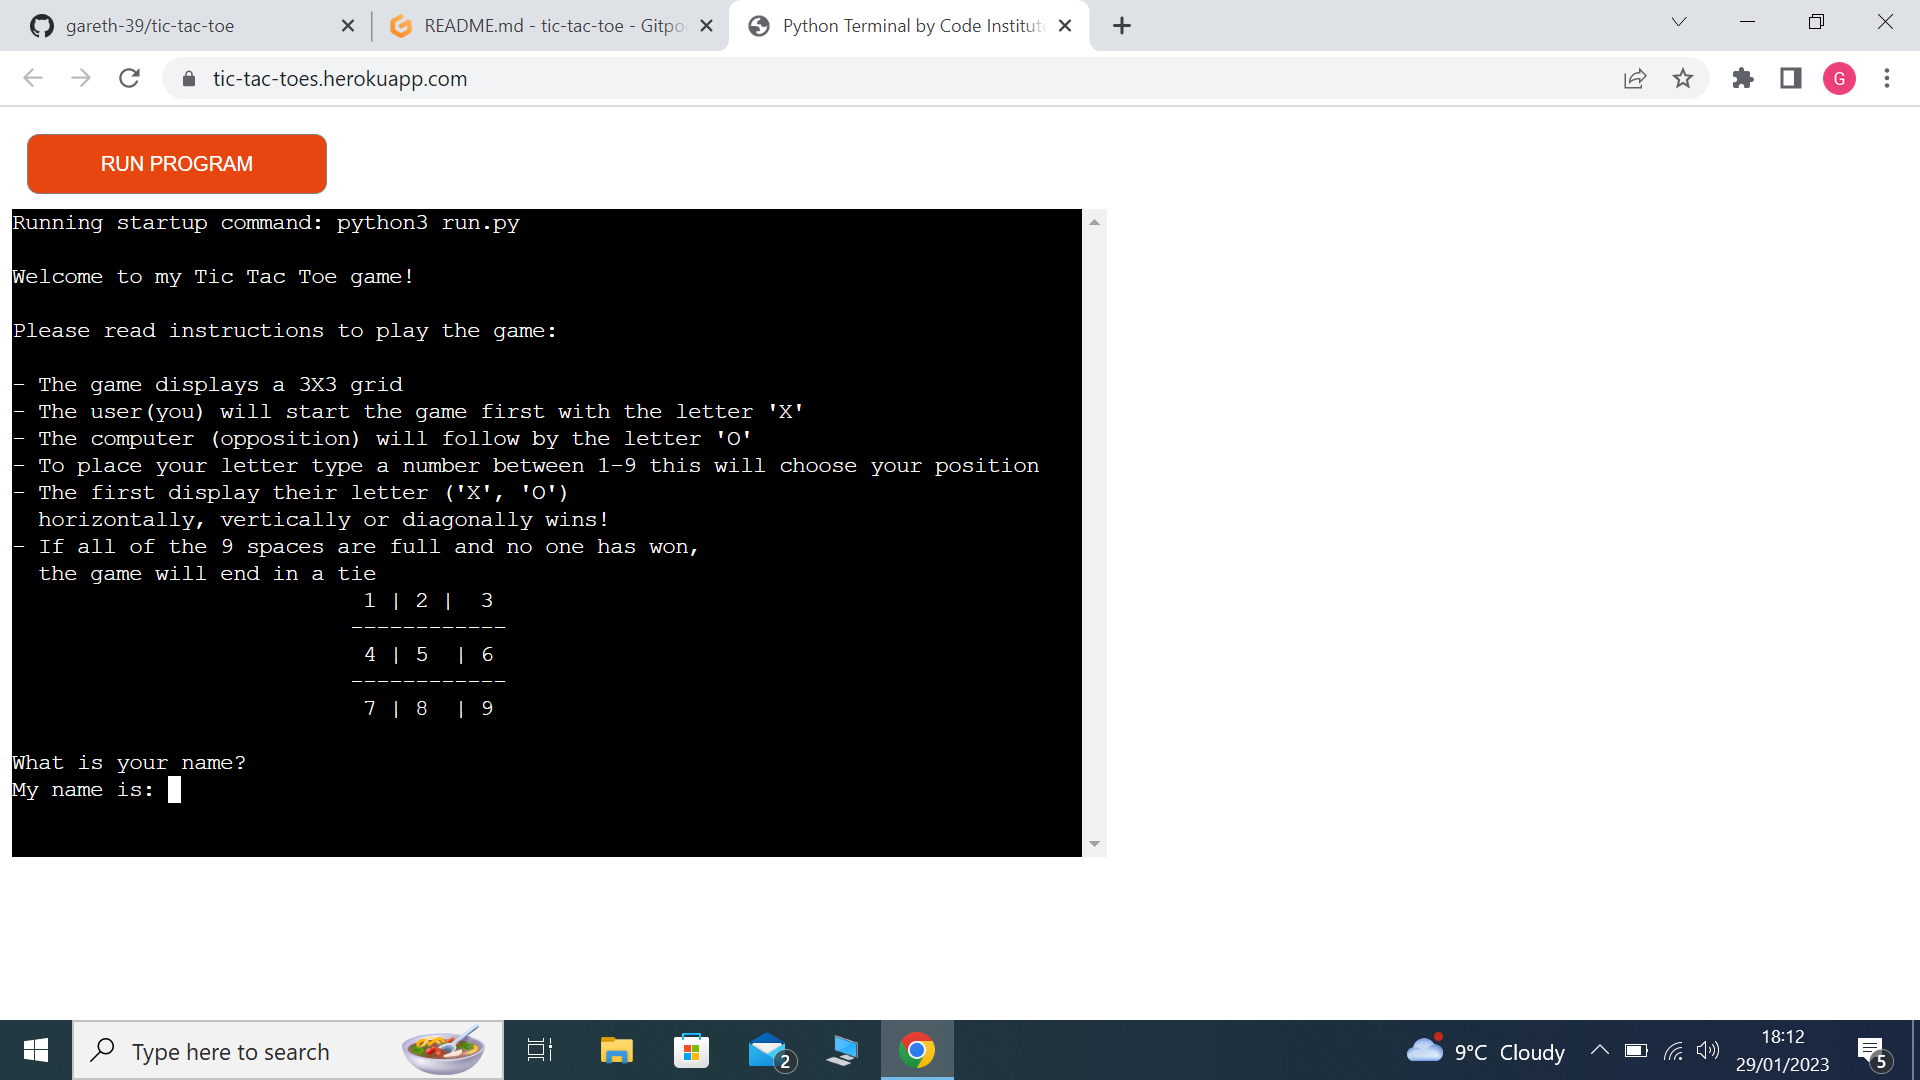 gareth-39/tic-tac-toe
README.md - tic-tac-toe - Gitpo
Python Terminal by Code Institut
tic-tac-toes.herokuapp.com
G
RUN PROGRAM
Running startup command: python3 run.py
Welcome to my Tic Tac Toe game!
Please read instructions to play the game:
- The game displays a 3X3 grid
- The user(you) will start the game first with the letter 'X'
- The computer (opposition) will follow by the letter 'O'
- To place your letter type a number between 1-9 this will choose your position
- The first display their letter ('X', 'O')
horizontally, vertically or diagonally wins!
- If all of the 9 spaces are full and no one has won,
the game will end in a tie
1 | 2 |  3
------------
4 | 5  | 6
------------
7 | 8  | 9
What is your name?
My name is:
Type here to search
2
9°C Cloudy
18:12
29/01/2023
5